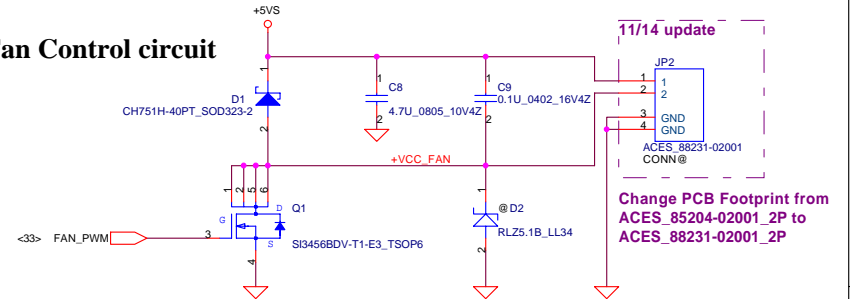 +5VS
Fan Control circuit
11/14 update
JP2
1
1
1
1 1
2 2
3 GND
4 GND
D1
CH751H-40PT_SOD323-2
C8
4.7U_0805_10V4Z
C9
0.1U_0402_16V4Z
2
2
2
ACES_88231-02001
CONN@
+VCC_FAN
1 2 5 6
D
Q1
G
S
3
SI3456BDV-T1-E3_TSOP6
4
<33> FAN_PWM
1
@D2
RLZ5.1B_LL34
2
Change PCB Footprint from
ACES_85204-02001_2P to
ACES_88231-02001_2P